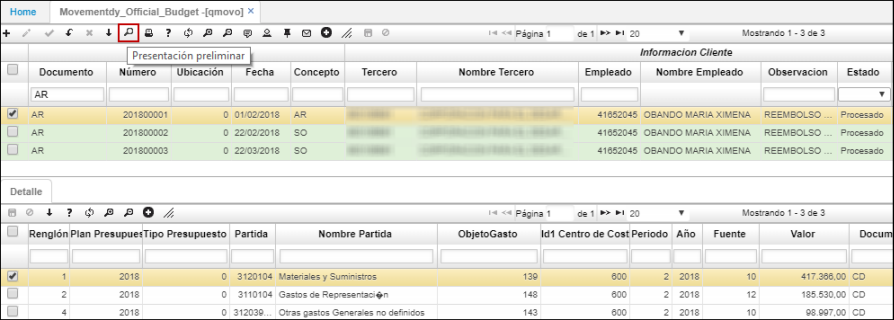 Home Movementdy_Official_Budget -[qmovo] ×
Página 1 de 1 20 Mostrando 1 - 3 de 3
Presentación preliminar
Informacion Cliente
Documento Número Ubicación Fecha Concepto Tercero Nombre Tercero Empleado Nombre Empleado Observacion Estado
AR
AR 201800001 0 01/02/2018 AR 41652045 OBANDO MARIA XIMENA REEMBOLSO ... Procesado
AR 201800002 0 22/02/2018 SO 41652045 OBANDO MARIA XIMENA REEMBOLSO ... Procesado
AR 201800003 0 22/03/2018 SO 41652045 OBANDO MARIA XIMENA REEMBOLSO ... Procesado
Detalle
Página 1 de 1 20 Mostrando 1 - 3 de 3
Renglón Plan Presupues Tipo Presupuesto Partida Nombre Partida ObjetoGasto Id1 Centro de Cost Periodo Año Fuente Valor Docum
1 2018 0 3120104 Materiales y Suministros 139 600 2 2018 10 417.366,00 CD
2 2018 0 3110104 Gastos de Representaci�n 148 600 2 2018 12 185.530,00 CD
4 2018 0 312039... Otras gastos Generales no definidos 143 600 2 2018 10 98.997,00 CD